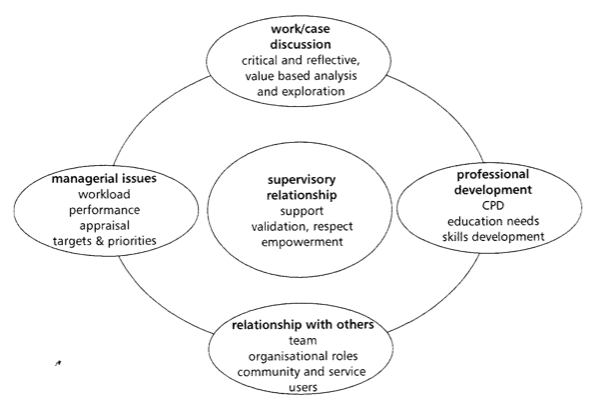 work/case
discussion
critical and reflective,
value based analysis
and exploration
managerial issues
workload
performance
appraisal
targets & priorities
supervisory
relationship
support
validation, respect
empowerment
professional
development
CPD
education needs
skills development
relationship with others
team
organisational roles
community and service
users